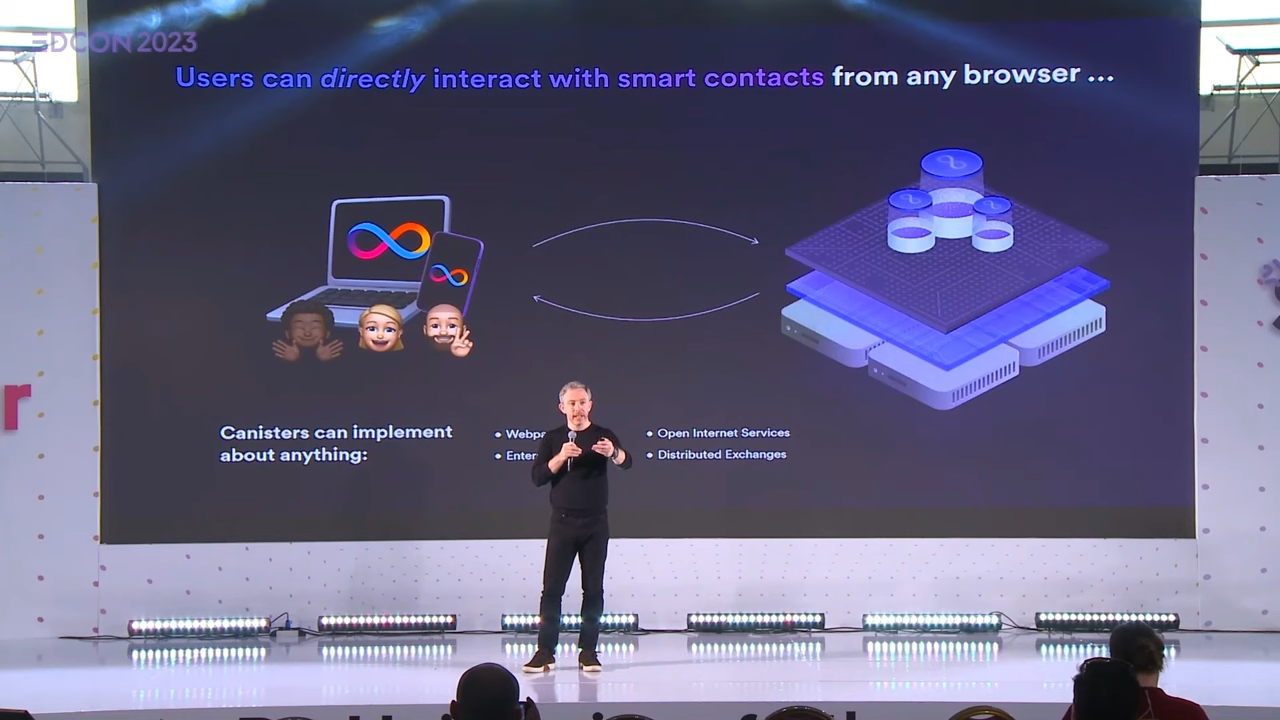 EDCON 2023
Users can directly interact with smart contacts from any browser ...
Canisters can implement
about anything:
• Open Internet Services
• Distributed Exchanges
r